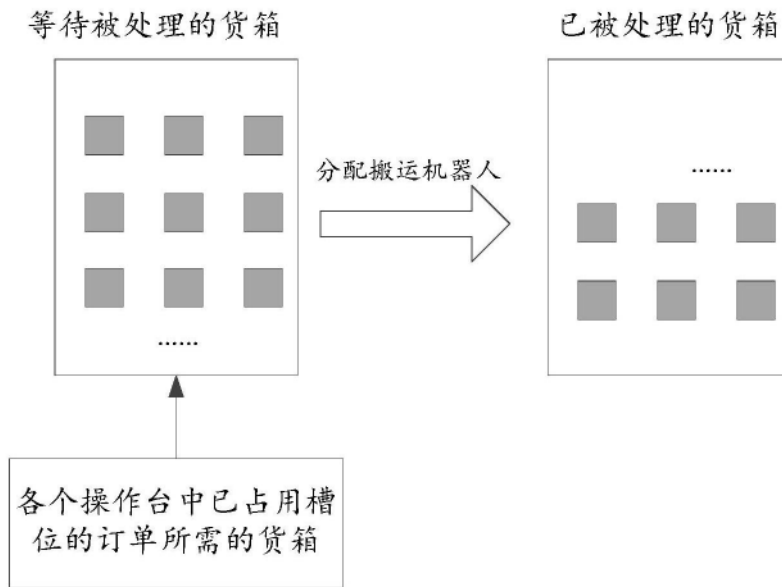 等待被处理的货箱
已被处理的货箱
......
分配搬运机器人
......
各个操作台中已占用槽
位的订单所需的货箱